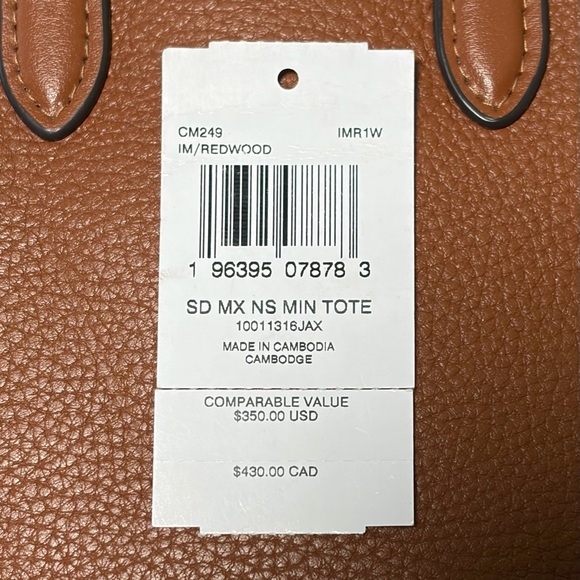 CM249 IMR1W
IM/REDWOOD
1 96395 07878 3
SD MX NS MIN TOTE
10011316JAX
MADE IN CAMBODIA
CAMBODGE
COMPARABLE VALUE
$350.00 USD
$430.00 CAD